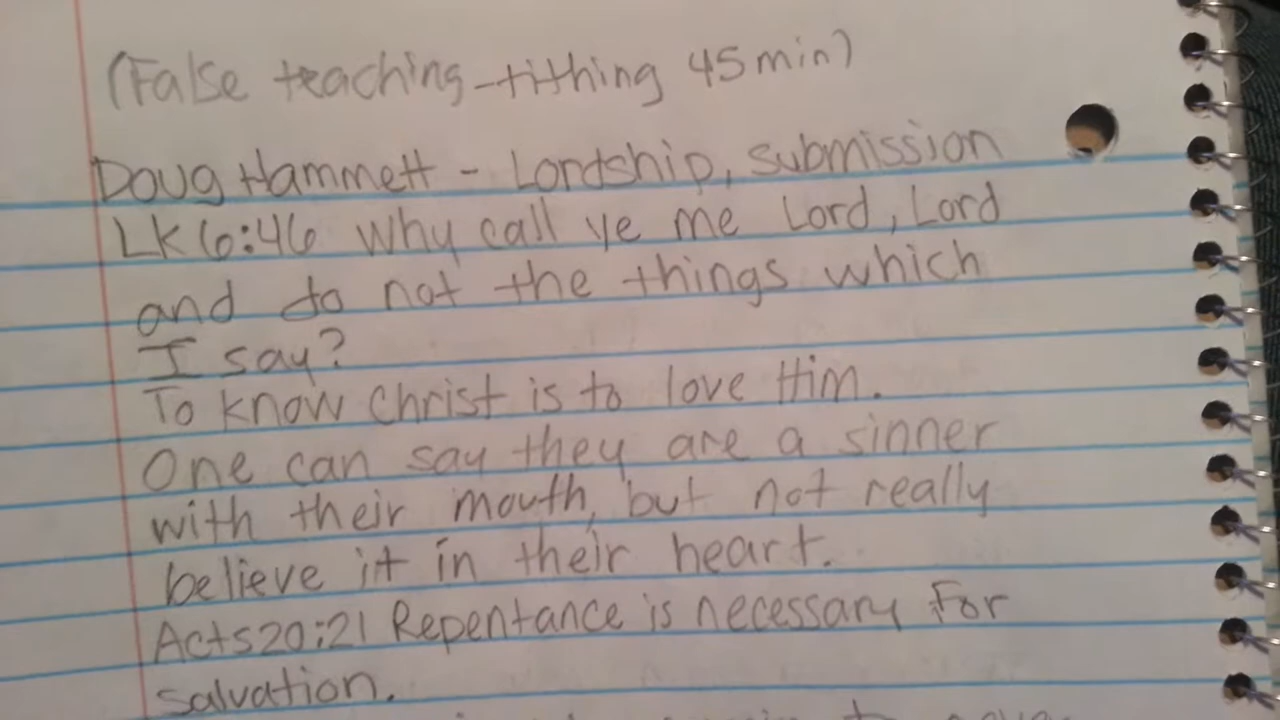 (False teaching-tithing 45min)
Doug Hammett - Lordship, submission
LK 6:46 Why call ye me Lord, Lord
and do not the things which
I say?
To know Christ is to love Him.
One can say they are a sinner
with their mouth, but not really
believe it in their heart.
Acts 20:21 Repentance is necessary for
salvation.